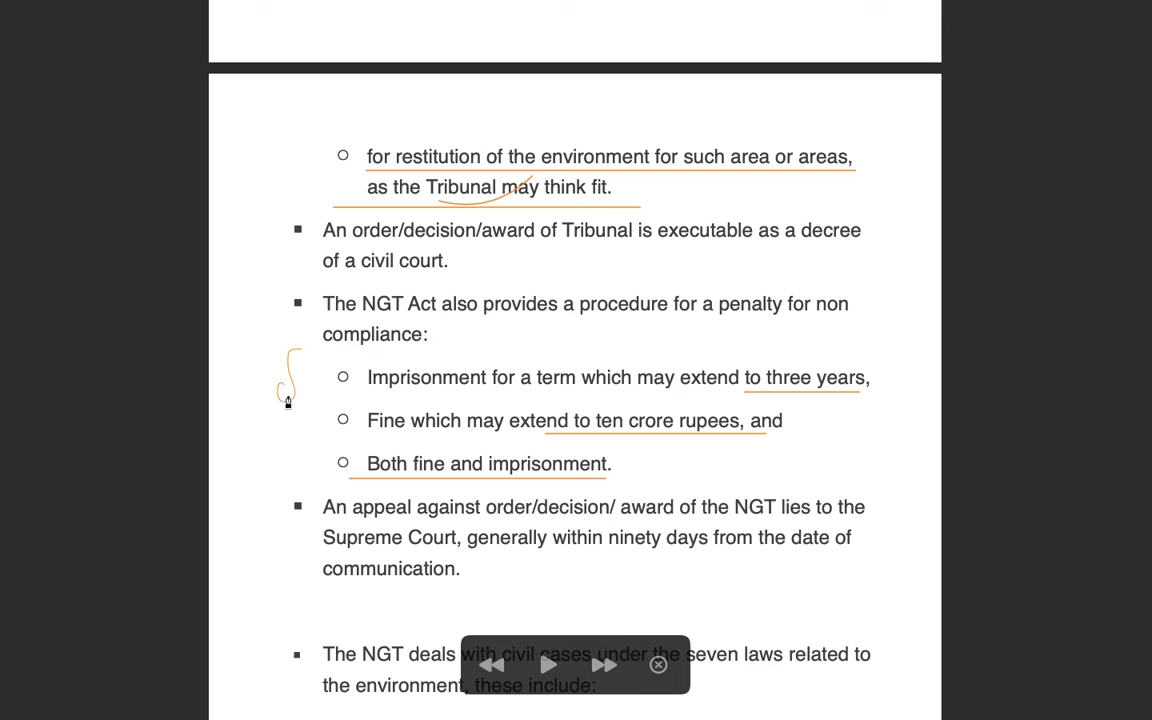 ○ for restitution of the environment for such area or areas,
as the Tribunal may think fit.
▪ An order/decision/award of Tribunal is executable as a decree
of a civil court.
▪ The NGT Act also provides a procedure for a penalty for non
compliance:
○ Imprisonment for a term which may extend to three years,
○ Fine which may extend to ten crore rupees, and
○ Both fine and imprisonment.
▪ An appeal against order/decision/ award of the NGT lies to the
Supreme Court, generally within ninety days from the date of
communication.
▪ The NGT deals with civil cases under the seven laws related to
the environment, these include: